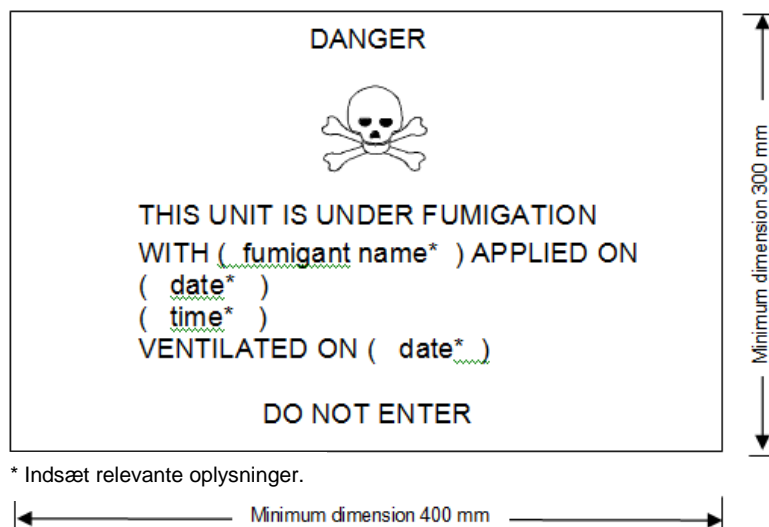 DANGER
THIS UNIT IS UNDER FUMIGATION
WITH ( fumigant name* ) APPLIED ON
( date* )
( time* )
VENTILATED ON ( date* )
DO NOT ENTER
Minimum dimension 300 mm
* Indsæt relevante oplysninger.
Minimum dimension 400 mm